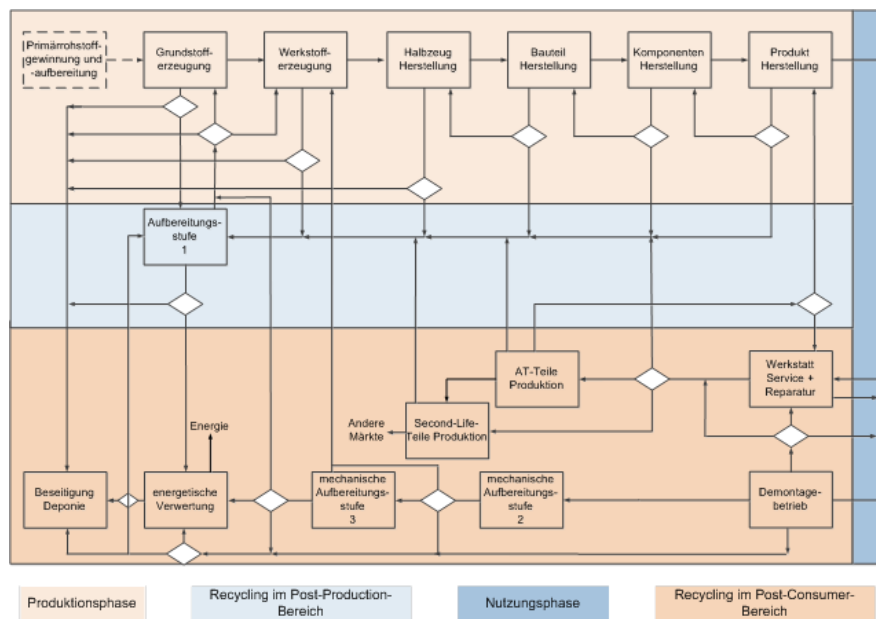 Primärrohstoff
gewinnung und
-aufbereitung
Grundstoff-
erzeugung
Werkstoff-
erzeugung
Halbzeug
Herstellung
Bauteil
Herstellung
Komponenten
Herstellung
Produkt
Herstellung
Aufbereitungs-
stufe
1
AT-Teile
Produktion
Werkstatt
Service +
Reparatur
Second-Life-
Teile Produktion
Andere
Märkte
Energie
Beseitigung
Deponie
energetische
Verwertung
mechanische
Aufbereitungs-
stufe
3
mechanische
Aufbereitungs-
stufe
2
Demontage-
betrieb
Produktionsphase
Recycling im Post-Production-
Bereich
Nutzungsphase
Recycling im Post-Consumer-
Bereich